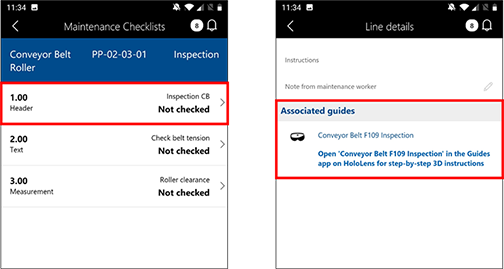 11:34
Maintenance Checklists 8
Conveyor Belt Roller PP-02-03-01 Inspection
1.00 Inspection CB
Header Not checked
2.00 Check belt tension
Text Not checked
3.00 Roller clearance
Measurement Not checked
11:34
Line details 8
Instructions
Note from maintenance worker
Associated guides
Conveyor Belt F109 Inspection
Open 'Conveyor Belt F109 Inspection' in the Guides
app on HoloLens for step-by-step 3D instructions